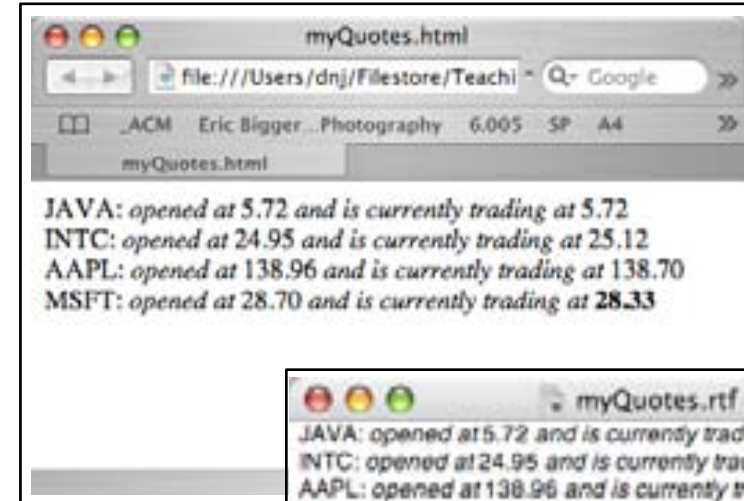 myQuotes.html
file:///Users/dnj/Filestore/Teachi Google
_ACM Eric Bigger...Photography 6.005 SP A4
myQuotes.html
JAVA: opened at 5.72 and is currently trading at 5.72
INTC: opened at 24.95 and is currently trading at 25.12
AAPL: opened at 138.96 and is currently trading at 138.70
MSFT: opened at 28.70 and is currently trading at 28.33
myQuotes.rtf
JAVA: opened at 5.72 and is currently trad
INTC: opened at 24.95 and is currently tra
AAPL: opened at 138.96 and is currently tr